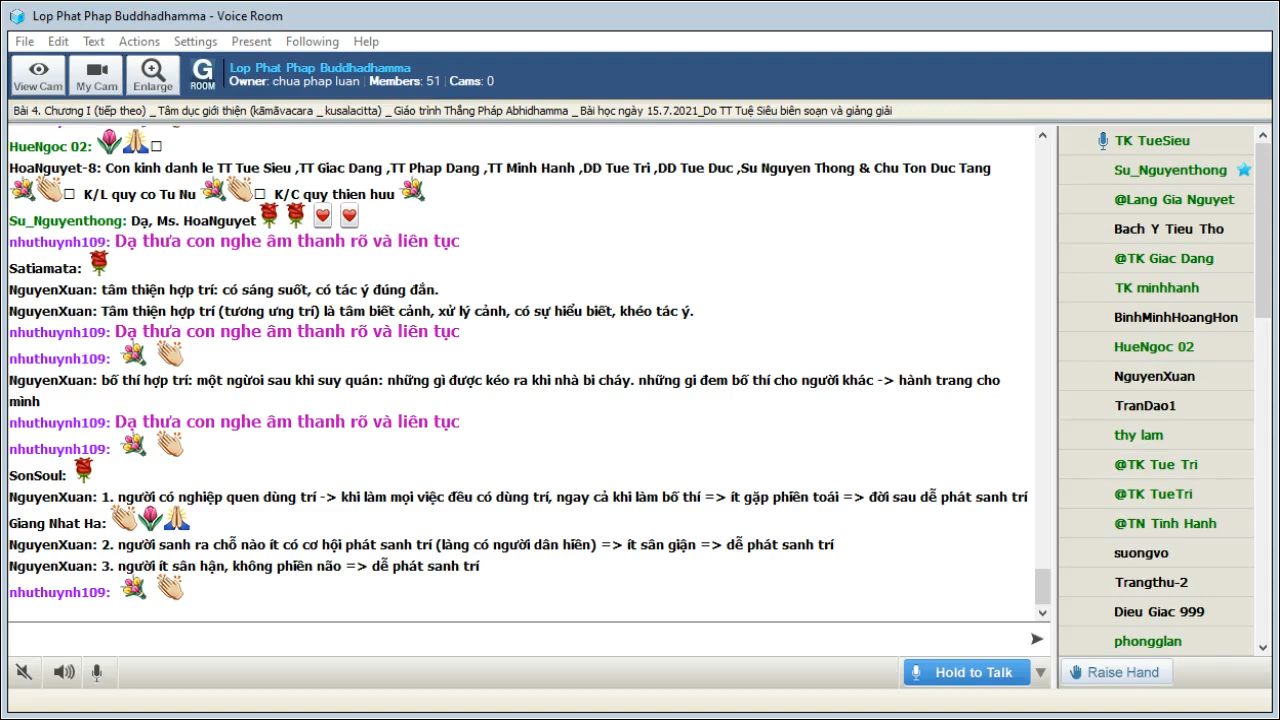 Lop Phat Phap Buddhadhamma - Voice Room
File Edit Text Actions Settings Present Following Help
View Cam My Cam Enlarge G ROOM
Lop Phat Phap Buddhadhamma
Owner: chua phap luan Members: 51 Cams: 0
Bài 4. Chương I (tiếp theo) _ Tâm dục giới thiện (kāmāvacara _ kusalacitta) _ Giáo trình Thắng Pháp Abhidhamma _ Bài học ngày 15.7.2021_Do TT Tuệ Siêu biên soạn và giảng giải
HueNgoc 02:
HoaNguyet-8: Con kinh danh le TT Tue Sieu ,TT Giac Dang ,TT Phap Dang ,TT Minh Hanh ,DD Tue Tri ,DD Tue Duc ,Su Nguyen Thong & Chu Ton Duc Tang
K/L quy co Tu Nu K/C quy thien huu
Su_Nguyenthong: Dạ, Ms. HoaNguyet
nhuthuynh109: Dạ thưa con nghe âm thanh rõ và liên tục
Satiamata:
NguyenXuan: tâm thiện hợp trí: có sáng suốt, có tác ý đúng đắn.
NguyenXuan: Tâm thiện hợp trí (tương ưng trí) là tâm biết cảnh, xử lý cảnh, có sự hiểu biết, khéo tác ý.
nhuthuynh109: Dạ thưa con nghe âm thanh rõ và liên tục
nhuthuynh109:
NguyenXuan: bố thí hợp trí: một ngừoi sau khi suy quán: những gì được kéo ra khi nhà bi cháy. những gi đem bố thí cho người khác -> hành trang cho
mình
nhuthuynh109: Dạ thưa con nghe âm thanh rõ và liên tục
nhuthuynh109:
SonSoul:
NguyenXuan: 1. người có nghiệp quen dùng trí -> khi làm mọi việc đều có dùng trí, ngay cả khi làm bố thí => ít gặp phiền toái => đời sau dễ phát sanh trí
Giang Nhat Ha:
NguyenXuan: 2. người sanh ra chỗ nào ít có cơ hội phát sanh trí (làng có người dân hiền) => ít sân giận => dễ phát sanh trí
NguyenXuan: 3. người ít sân hận, không phiền não => dễ phát sanh trí
nhuthuynh109:
Hold to Talk
TK TueSieu
Su_Nguyenthong
@Lang Gia Nguyet
Bach Y Tieu Tho
@TK Giac Dang
TK minhhanh
BinhMinhHoangHon
HueNgoc 02
NguyenXuan
TranDao1
thy lam
@TK Tue Tri
@TK TueTri
@TN Tinh Hanh
suongvo
Trangthu-2
Dieu Giac 999
phongglan
Raise Hand